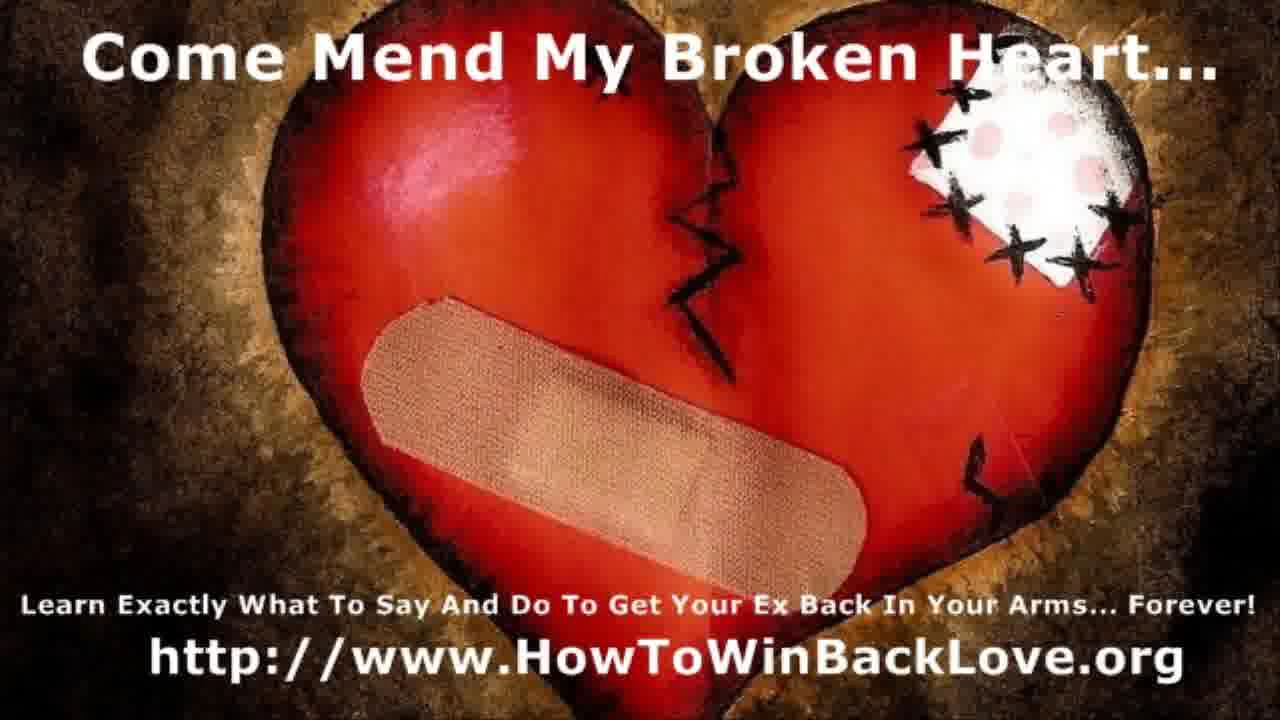 Come Mend My Broken Heart...
Learn Exactly What To Say And Do To Get Your Ex Back In Your Arms... Forever!
http://www.HowToWinBackLove.org